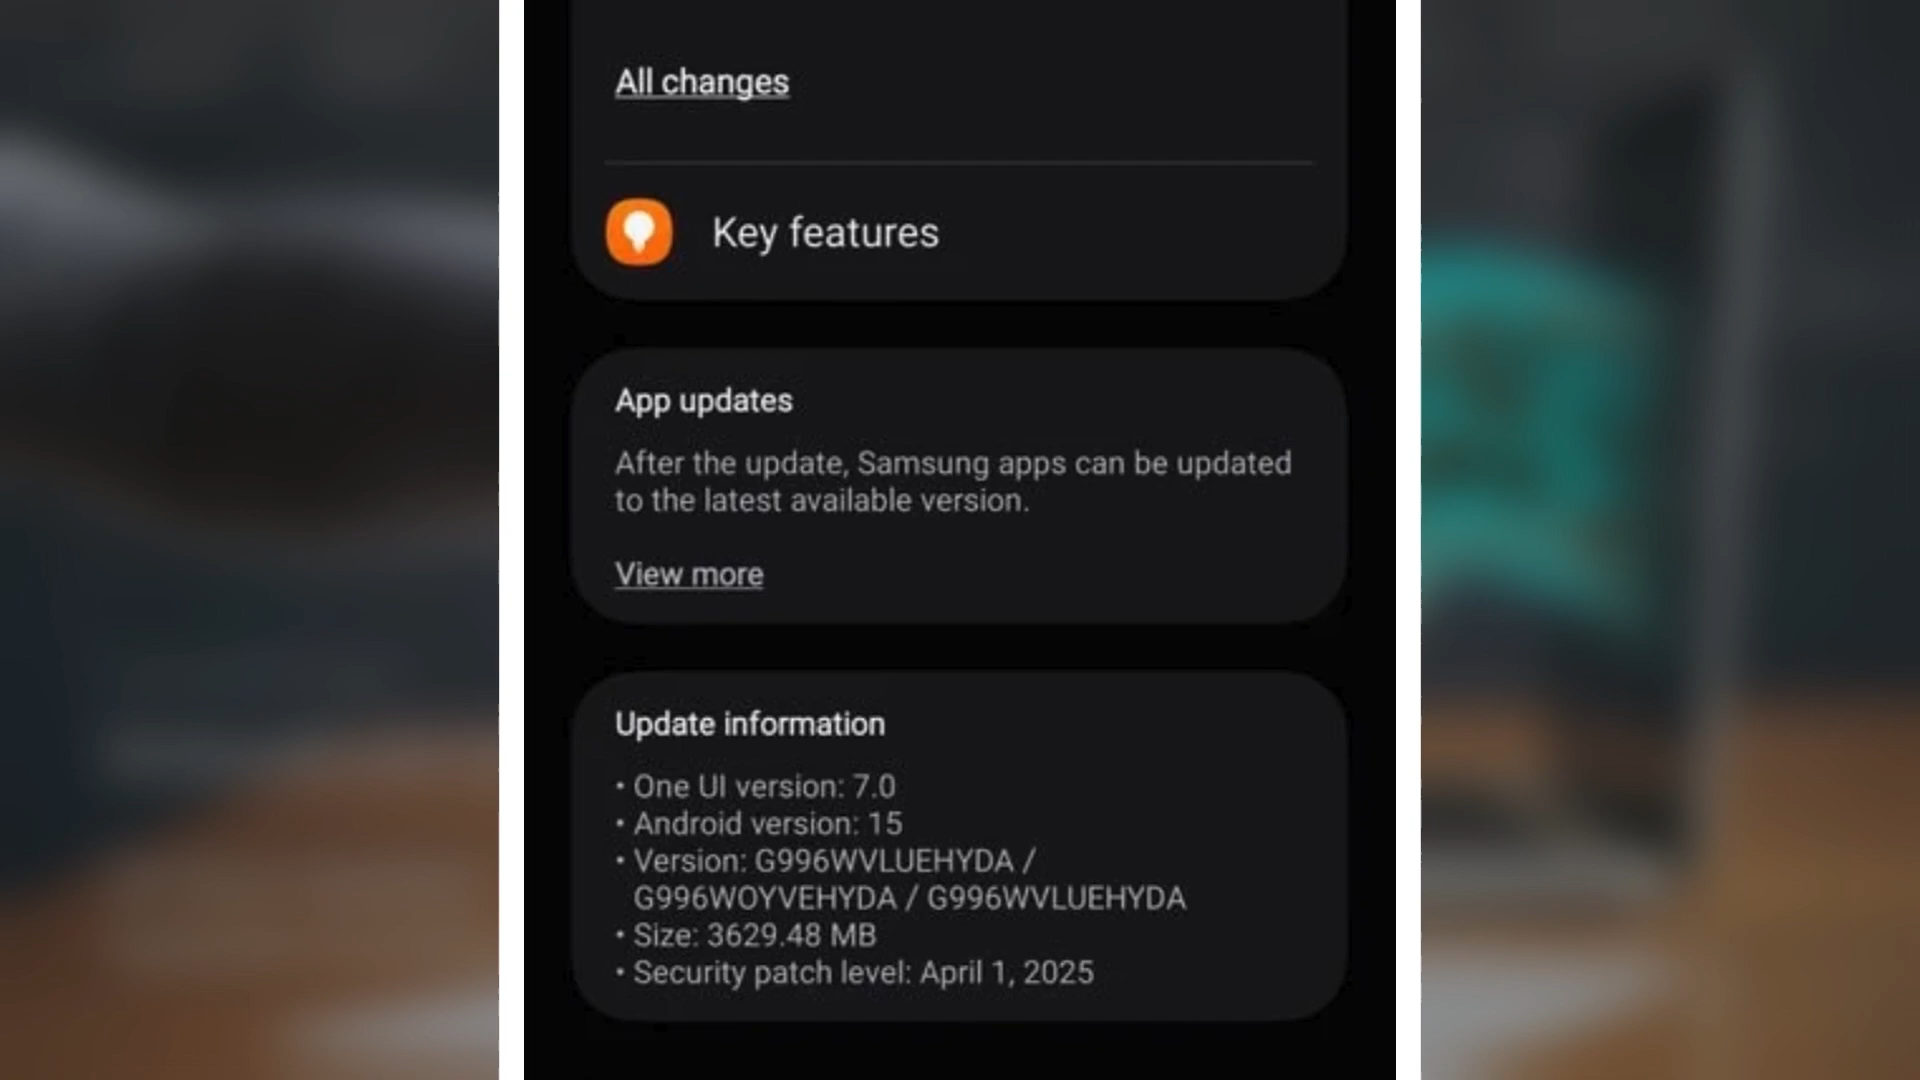 All changes
Key features
App updates
After the update, Samsung apps can be updated
to the latest available version.
View more
Update information
• One UI version: 7.0
• Android version: 15
• Version: G996WVLUEHYDA /
G996WOYVEHYDA / G996WVLUEHYDA
• Size: 3629.48 MB
• Security patch level: April 1, 2025